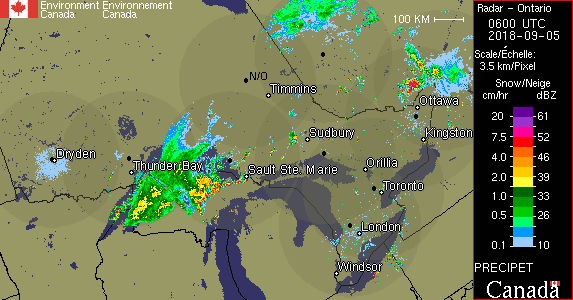 Environment Environnement
Canada Canada
Radar - Ontario
0600 UTC
2018-09-05
100 KM
Scale/Échelle:
3.5 km/Pixel
Snow/Neige
cm/hr dBZ
20 61
7.5 52
4.0 46
2.0 39
1.0 33
0.5 26
0.1 10
N/O
Timmins
Ottawa
Sudbury
Kingston
Dryden
Thunder Bay
Sault Ste. Marie
Orillia
Toronto
London
Windsor
PRECIPET
Canada